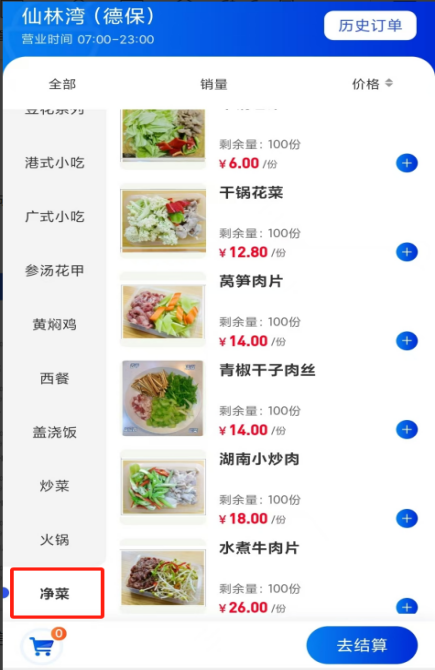 仙林湾（德保）
历史订单
营业时间 07:00~23:00
全部
销量
价格
豆花系列
港式小吃
广式小吃
参汤花甲
黄焖鸡
西餐
盖浇饭
炒菜
火锅
净菜
剩余量：100份
¥6.00 /份
干锅花菜
剩余量：100份
¥12.80 /份
莴笋肉片
剩余量：100份
¥14.00 /份
青椒干子肉丝
剩余量：100份
¥14.00 /份
湖南小炒肉
剩余量：100份
¥18.00 /份
水煮牛肉片
剩余量：100份
¥26.00 /份
0
去结算